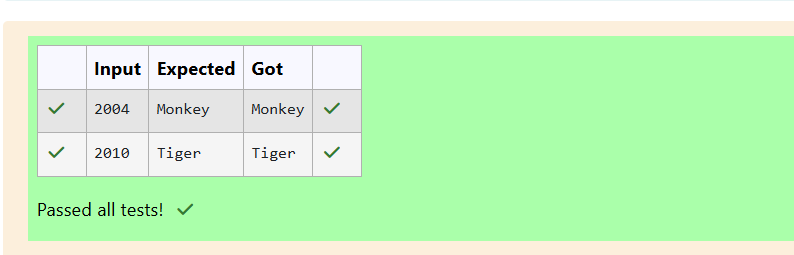 Input Expected Got
2004 Monkey Monkey
2010 Tiger Tiger
Passed all tests!